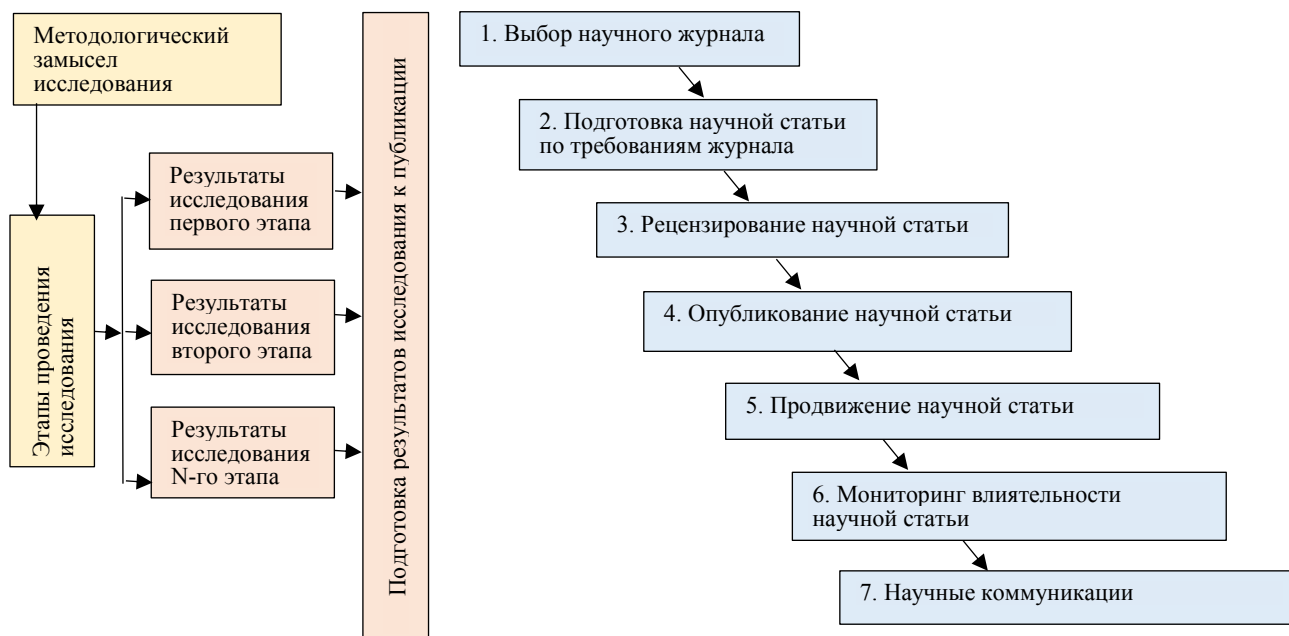 Методологический
замысел
исследования
Этапы проведения
исследования
Результаты
исследования
первого этапа
Результаты
исследования
второго этапа
Результаты
исследования
N-го этапа
Подготовка результатов исследования к публикации
1. Выбор научного журнала
2. Подготовка научной статьи
по требованиям журнала
3. Рецензирование научной статьи
4. Опубликование научной статьи
5. Продвижение научной статьи
6. Мониторинг влиятельности
научной статьи
7. Научные коммуникации